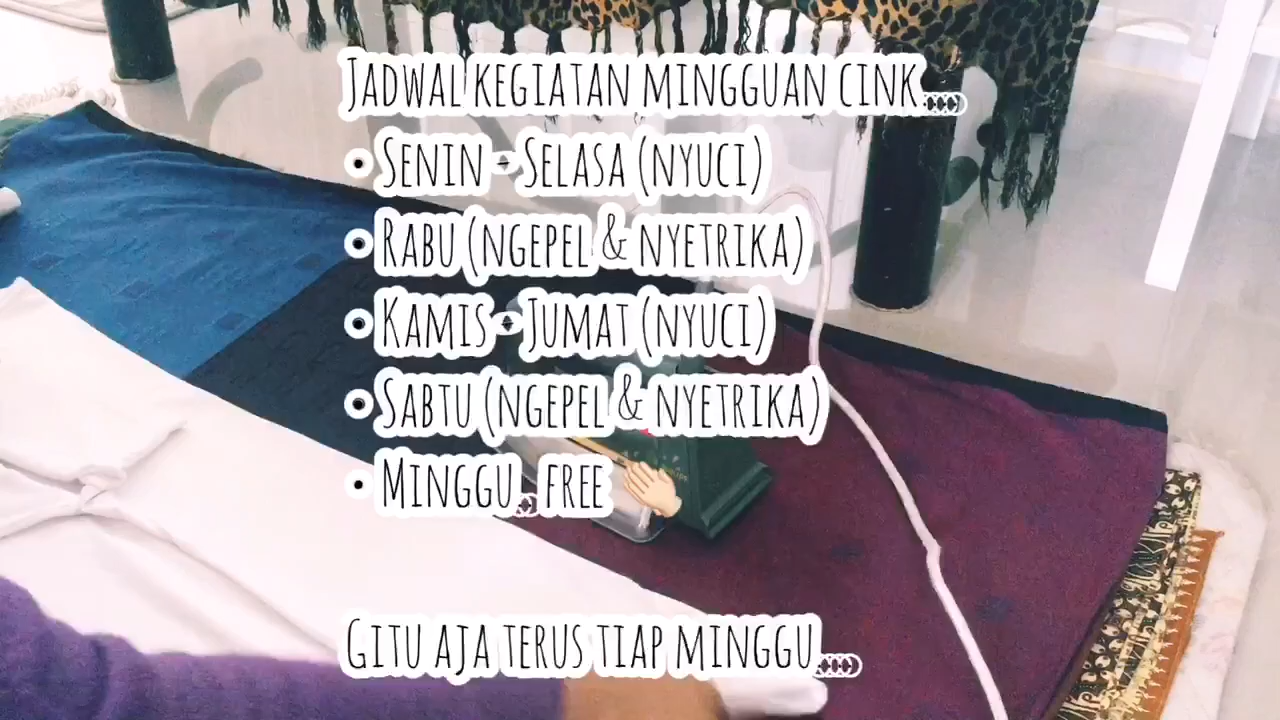 Jadwal kegiatan mingguan cink....
• Senin - Selasa (nyuci)
• Rabu (ngepel & nyetrika)
• Kamis - Jumat (nyuci)
• Sabtu (ngepel & nyetrika)
• Minggu.. free
Gitu aja terus tiap minggu....